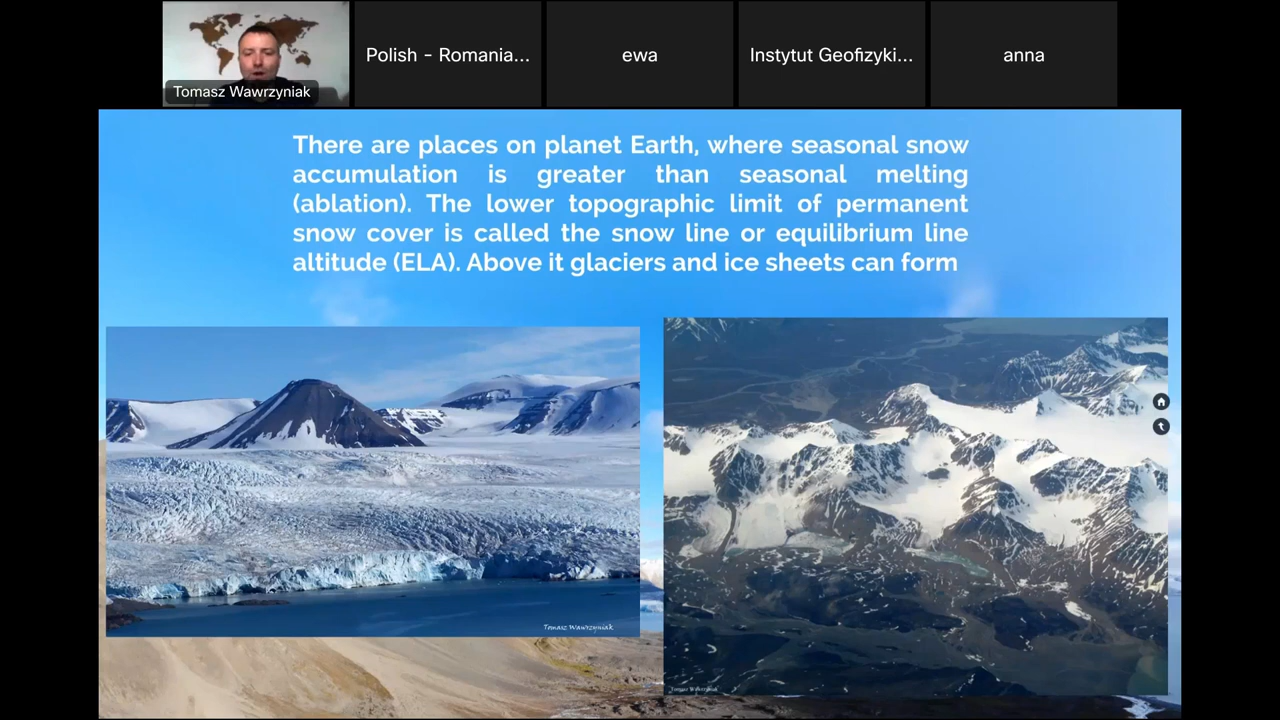 Polish - Romania...
ewa
Instytut Geofizyki...
anna
Tomasz Wawrzyniak
There are places on planet Earth, where seasonal snow
accumulation is greater than seasonal melting
(ablation). The lower topographic limit of permanent
snow cover is called the snow line or equilibrium line
altitude (ELA). Above it glaciers and ice sheets can form
Tomasz Wawrzyniak
Tomasz Wawrzyniak